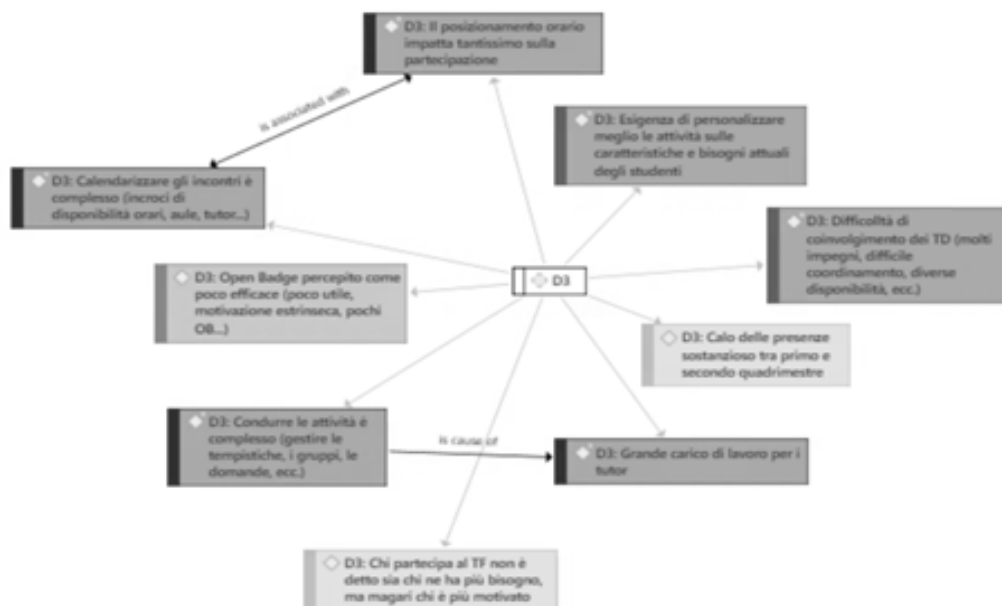 D3: Il posizionamento orario
impatta tantissimo sulla
partecipazione
is associated with
D3: Esigenza di personalizzare
meglio le attività sulle
caratteristiche e bisogni attuali
degli studenti
D3: Calendarizzare gli incontri è
complesso (incroci di
disponibilità orari, aule, tutor...)
D3: Difficolltà di
coinvolgimento dei TD (molti
impegni, difficile
coordinamento, diverse
disponibilità, ecc.)
D3: Open Badge percepito come
poco efficace (poco utile,
motivazione estrinseca, pochi
OB...)
D3
D3: Calo delle presenze
sostanzioso tra primo e
secondo quadrimestre
D3: Condurre le attività è
complesso (gestire le
tempistiche, i gruppi, le
domande, ecc.)
is cause of
D3: Grande carico di lavoro per i
tutor
D3: Chi partecipa al TF non è
detto sia chi ne ha più bisogno,
ma magari chi è più motivato